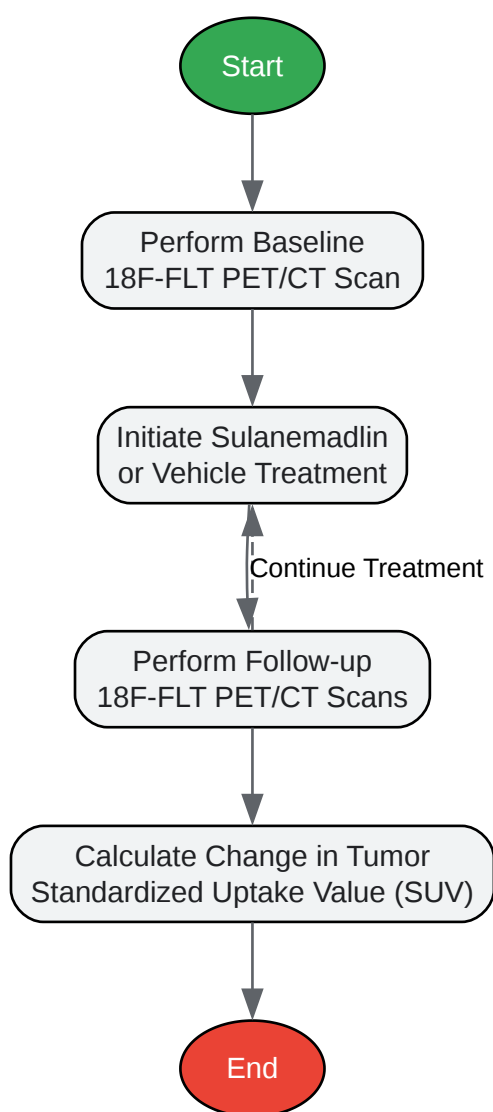 Start
Perform Baseline
18F-FLT PET/CT Scan
Initiate Sulanemadlin
or Vehicle Treatment
Continue Treatment
Perform Follow-up
18F-FLT PET/CT Scans
Calculate Change in Tumor
Standardized Uptake Value (SUV)
End